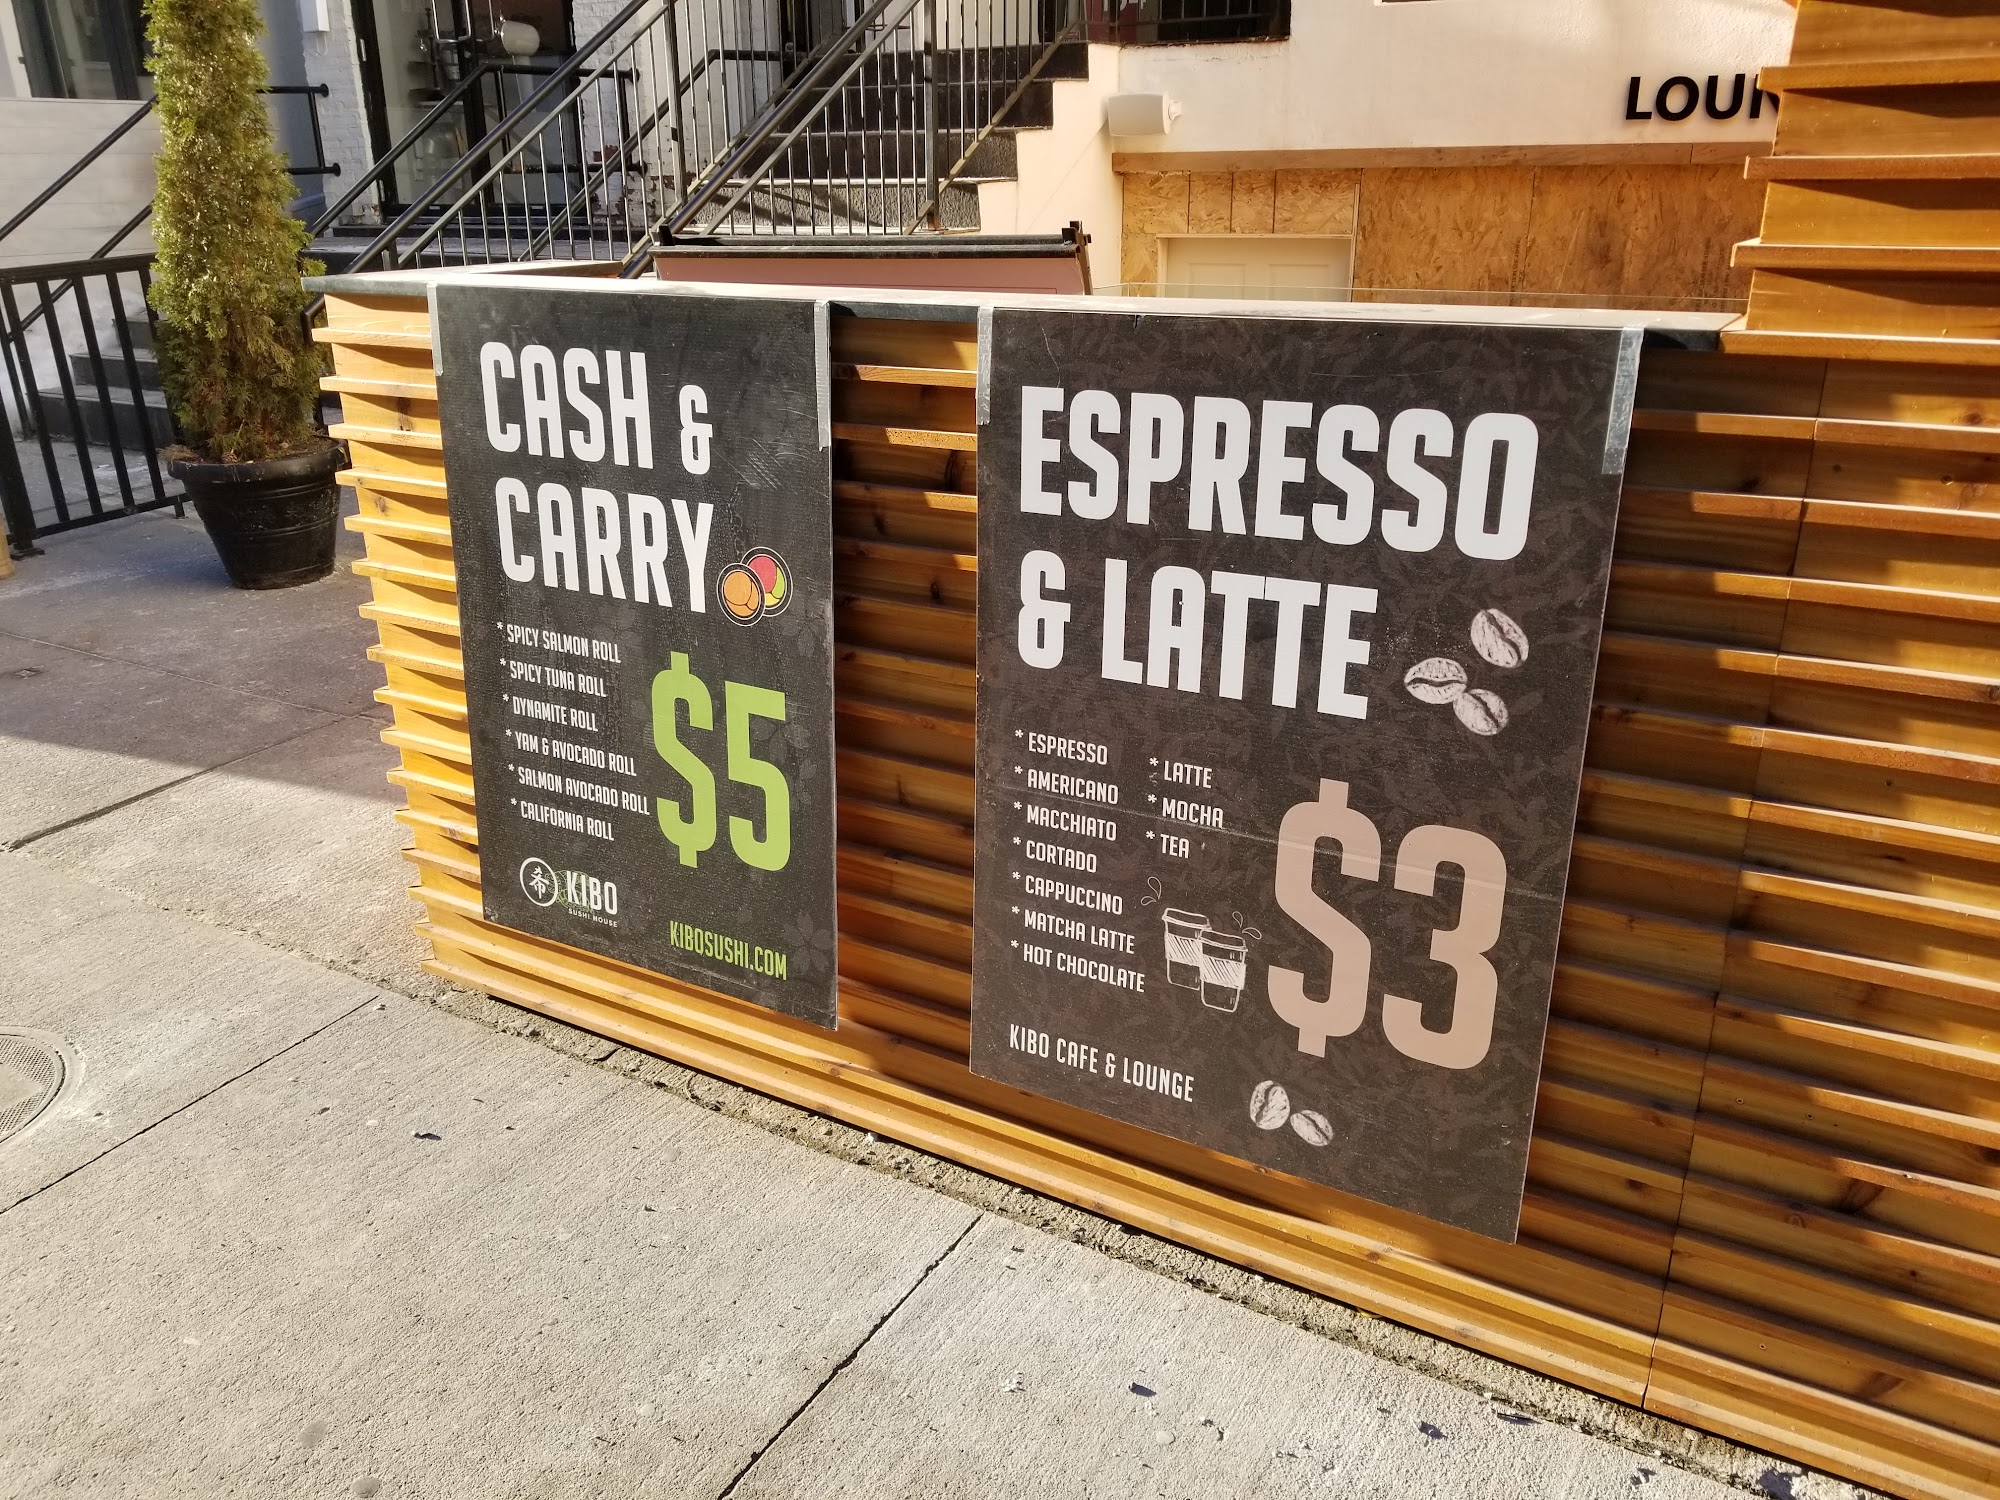 LOUN
CASH &
CARRY
* SPICY SALMON ROLL
* SPICY TUNA ROLL
* DYNAMITE ROLL
* YAM & AVOCADO ROLL
* SALMON AVOCADO ROLL
* CALIFORNIA ROLL
$5
希 KIBO
SUSHI HOUSE
KIBOSUSHI.COM
ESPRESSO
& LATTE
* ESPRESSO
* AMERICANO
* MACCHIATO
* CORTADO
* CAPPUCCINO
* MATCHA LATTE
* HOT CHOCOLATE
* LATTE
* MOCHA
* TEA
$3
KIBO CAFE & LOUNGE